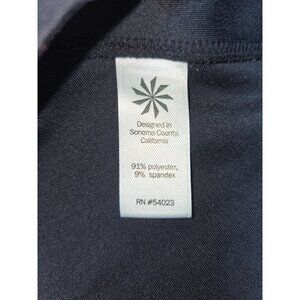 Designed in
Sonoma County,
California
91% polyester,
9% spandex
RN #54023